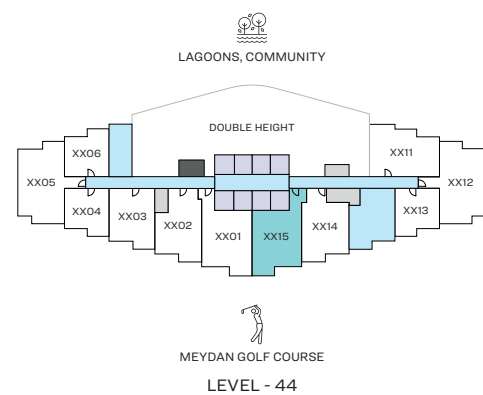 LAGOONS, COMMUNITY
DOUBLE HEIGHT
XX06
XX11
XX05
XX12
XX04
XX03
XX02
XX01
XX15
XX14
XX13
MEYDAN GOLF COURSE
LEVEL - 44